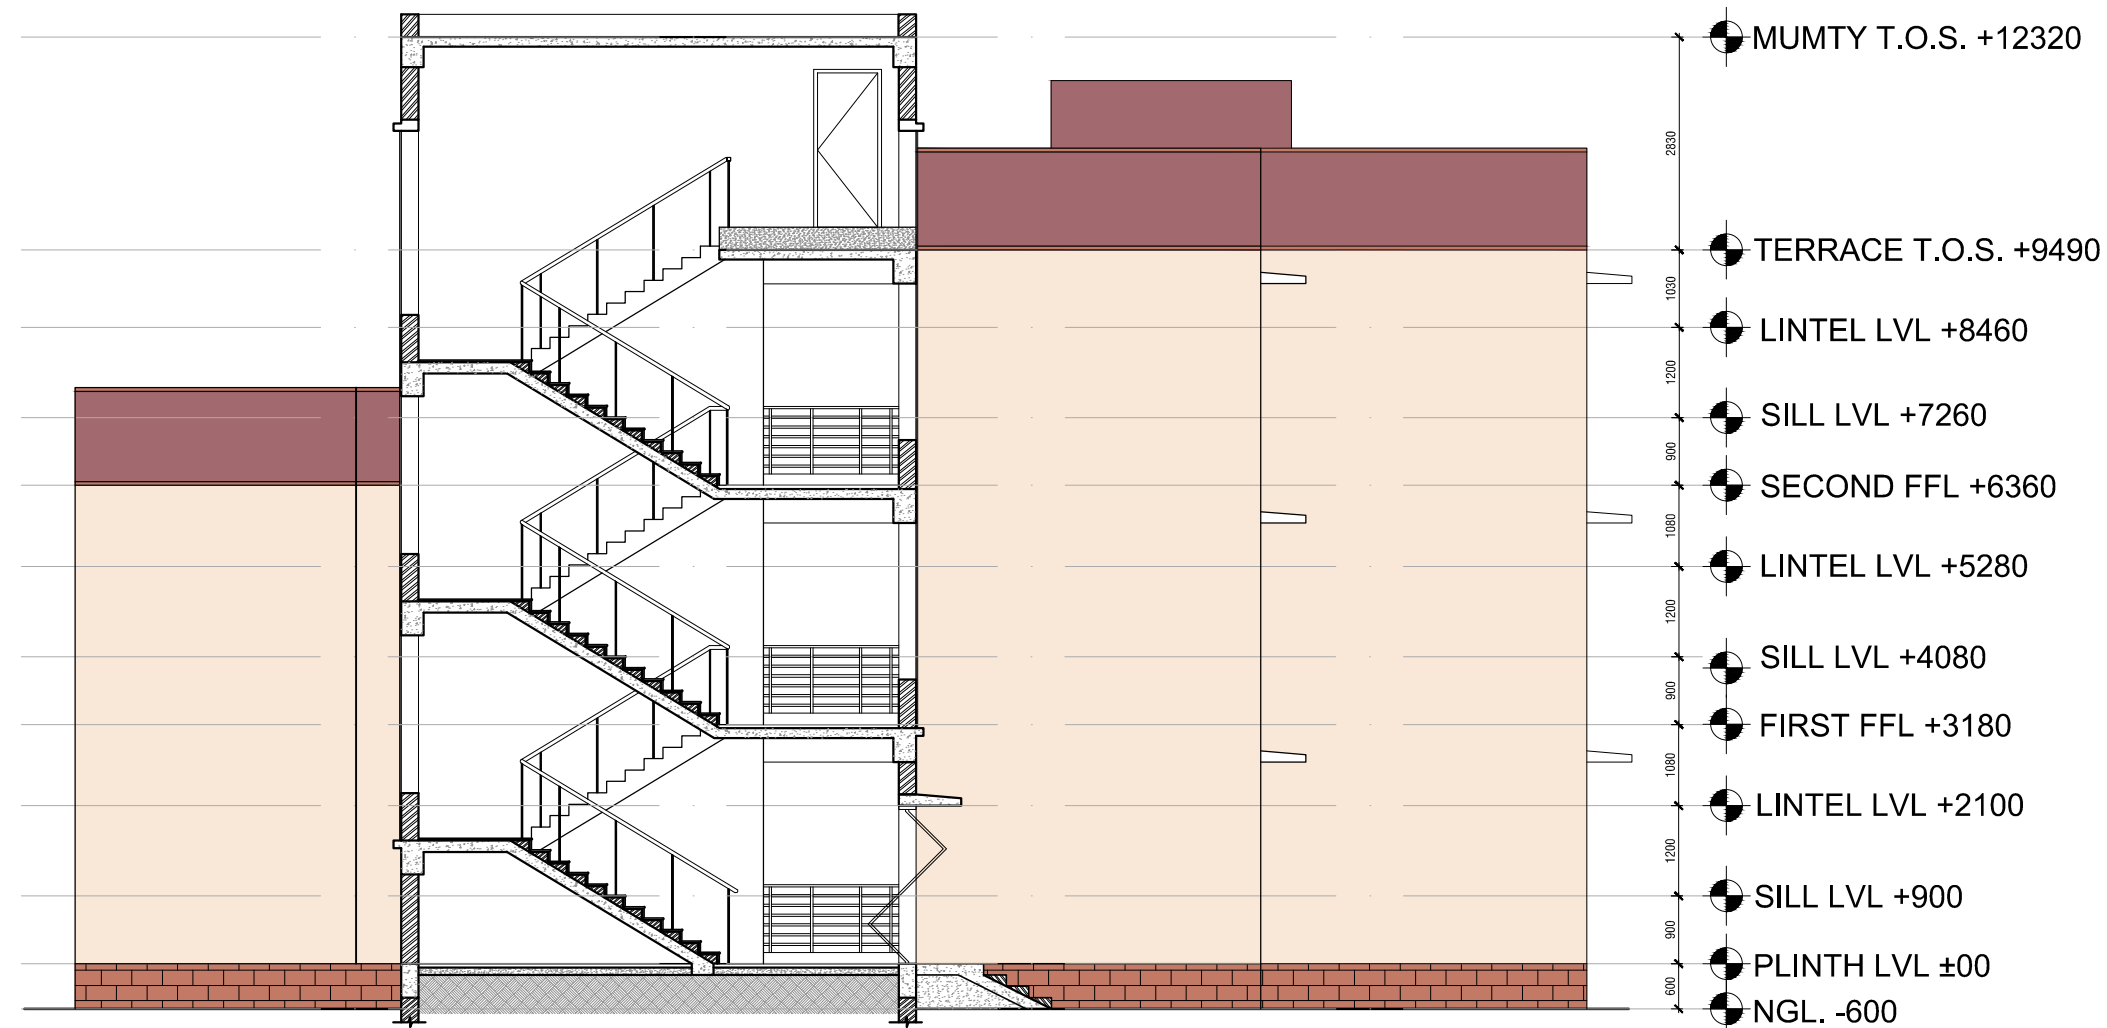 MUMTY T.O.S. +12320
2830
TERRACE T.O.S. +9490
1030
LINTEL LVL +8460
1200
SILL LVL +7260
900
SECOND FFL +6360
1080
LINTEL LVL +5280
1200
SILL LVL +4080
900
FIRST FFL +3180
1080
LINTEL LVL +2100
1200
SILL LVL +900
900
PLINTH LVL ±00
600
NGL. -600